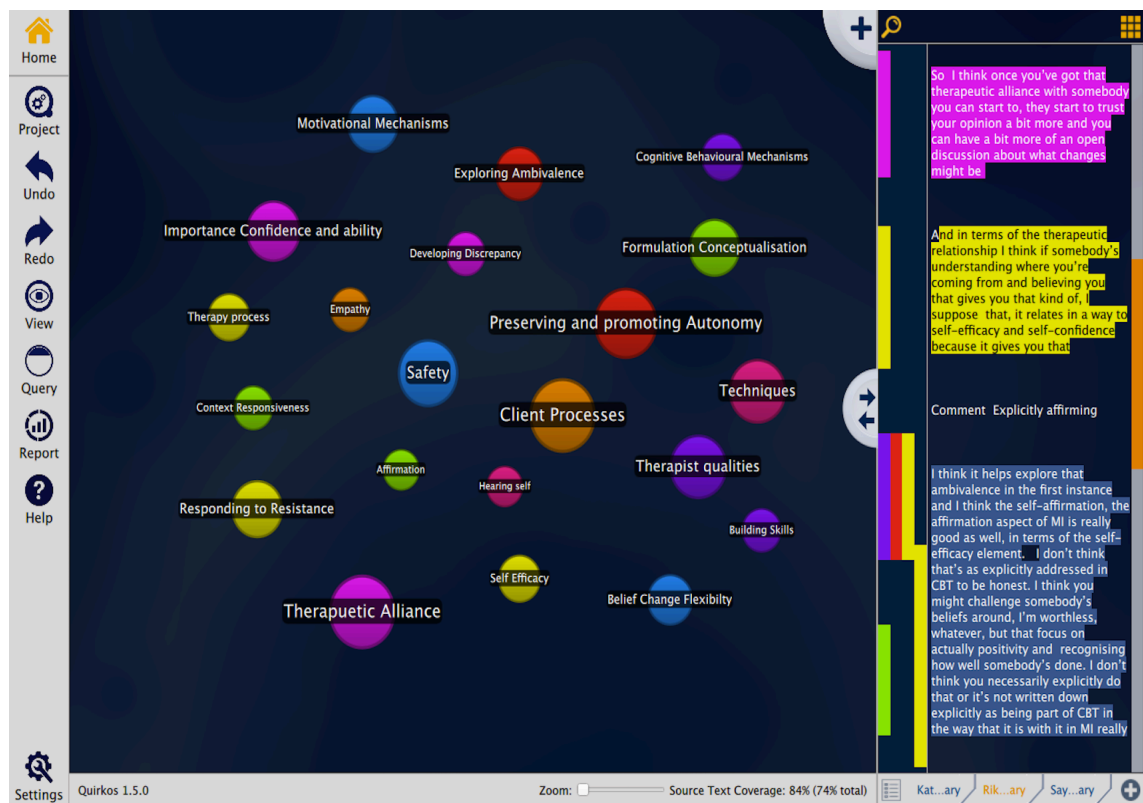 Home
Project
Undo
Redo
View
Query
Report
Help
Settings
Motivational Mechanisms
Exploring Ambivalence
Cognitive Behavioural Mechanisms
Importance Confidence and ability
Developing Discrepancy
Formulation Conceptualisation
Therapy process
Empathy
Preserving and promoting Autonomy
Safety
Techniques
Context Responsiveness
Client Processes
Affirmation
Therapist qualities
Hearing self
Responding to Resistance
Building Skills
Self Efficacy
Belief Change Flexibilty
Therapuetic Alliance
So I think once you've got that
therapeutic alliance with somebody
you can start to, they start to trust
your opinion a bit more and you
can have a bit more of an open
discussion about what changes
might be
And in terms of the therapeutic
relationship I think if somebody's
understanding where you're
coming from and believing you
that gives you that kind of, I
suppose that, it relates in a way to
self-efficacy and self-confidence
because it gives you that
Comment Explicitly affirming
I think it helps explore that
ambivalence in the first instance
and I think the self-affirmation, the
affirmation aspect of MI is really
good as well, in terms of the self-
efficacy element. I don't think
that's as explicitly addressed in
CBT to be honest. I think you
might challenge somebody's
beliefs around, I'm worthless,
whatever, but that focus on
actually positivity and recognising
how well somebody's done. I don't
think you necessarily explicitly do
that or it's not written down
explicitly as being part of CBT in
the way that it is with it in MI really
Quirkos 1.5.0
Zoom:
Source Text Coverage: 84% (74% total)
Kat...ary
Rik...ary
Say...ary